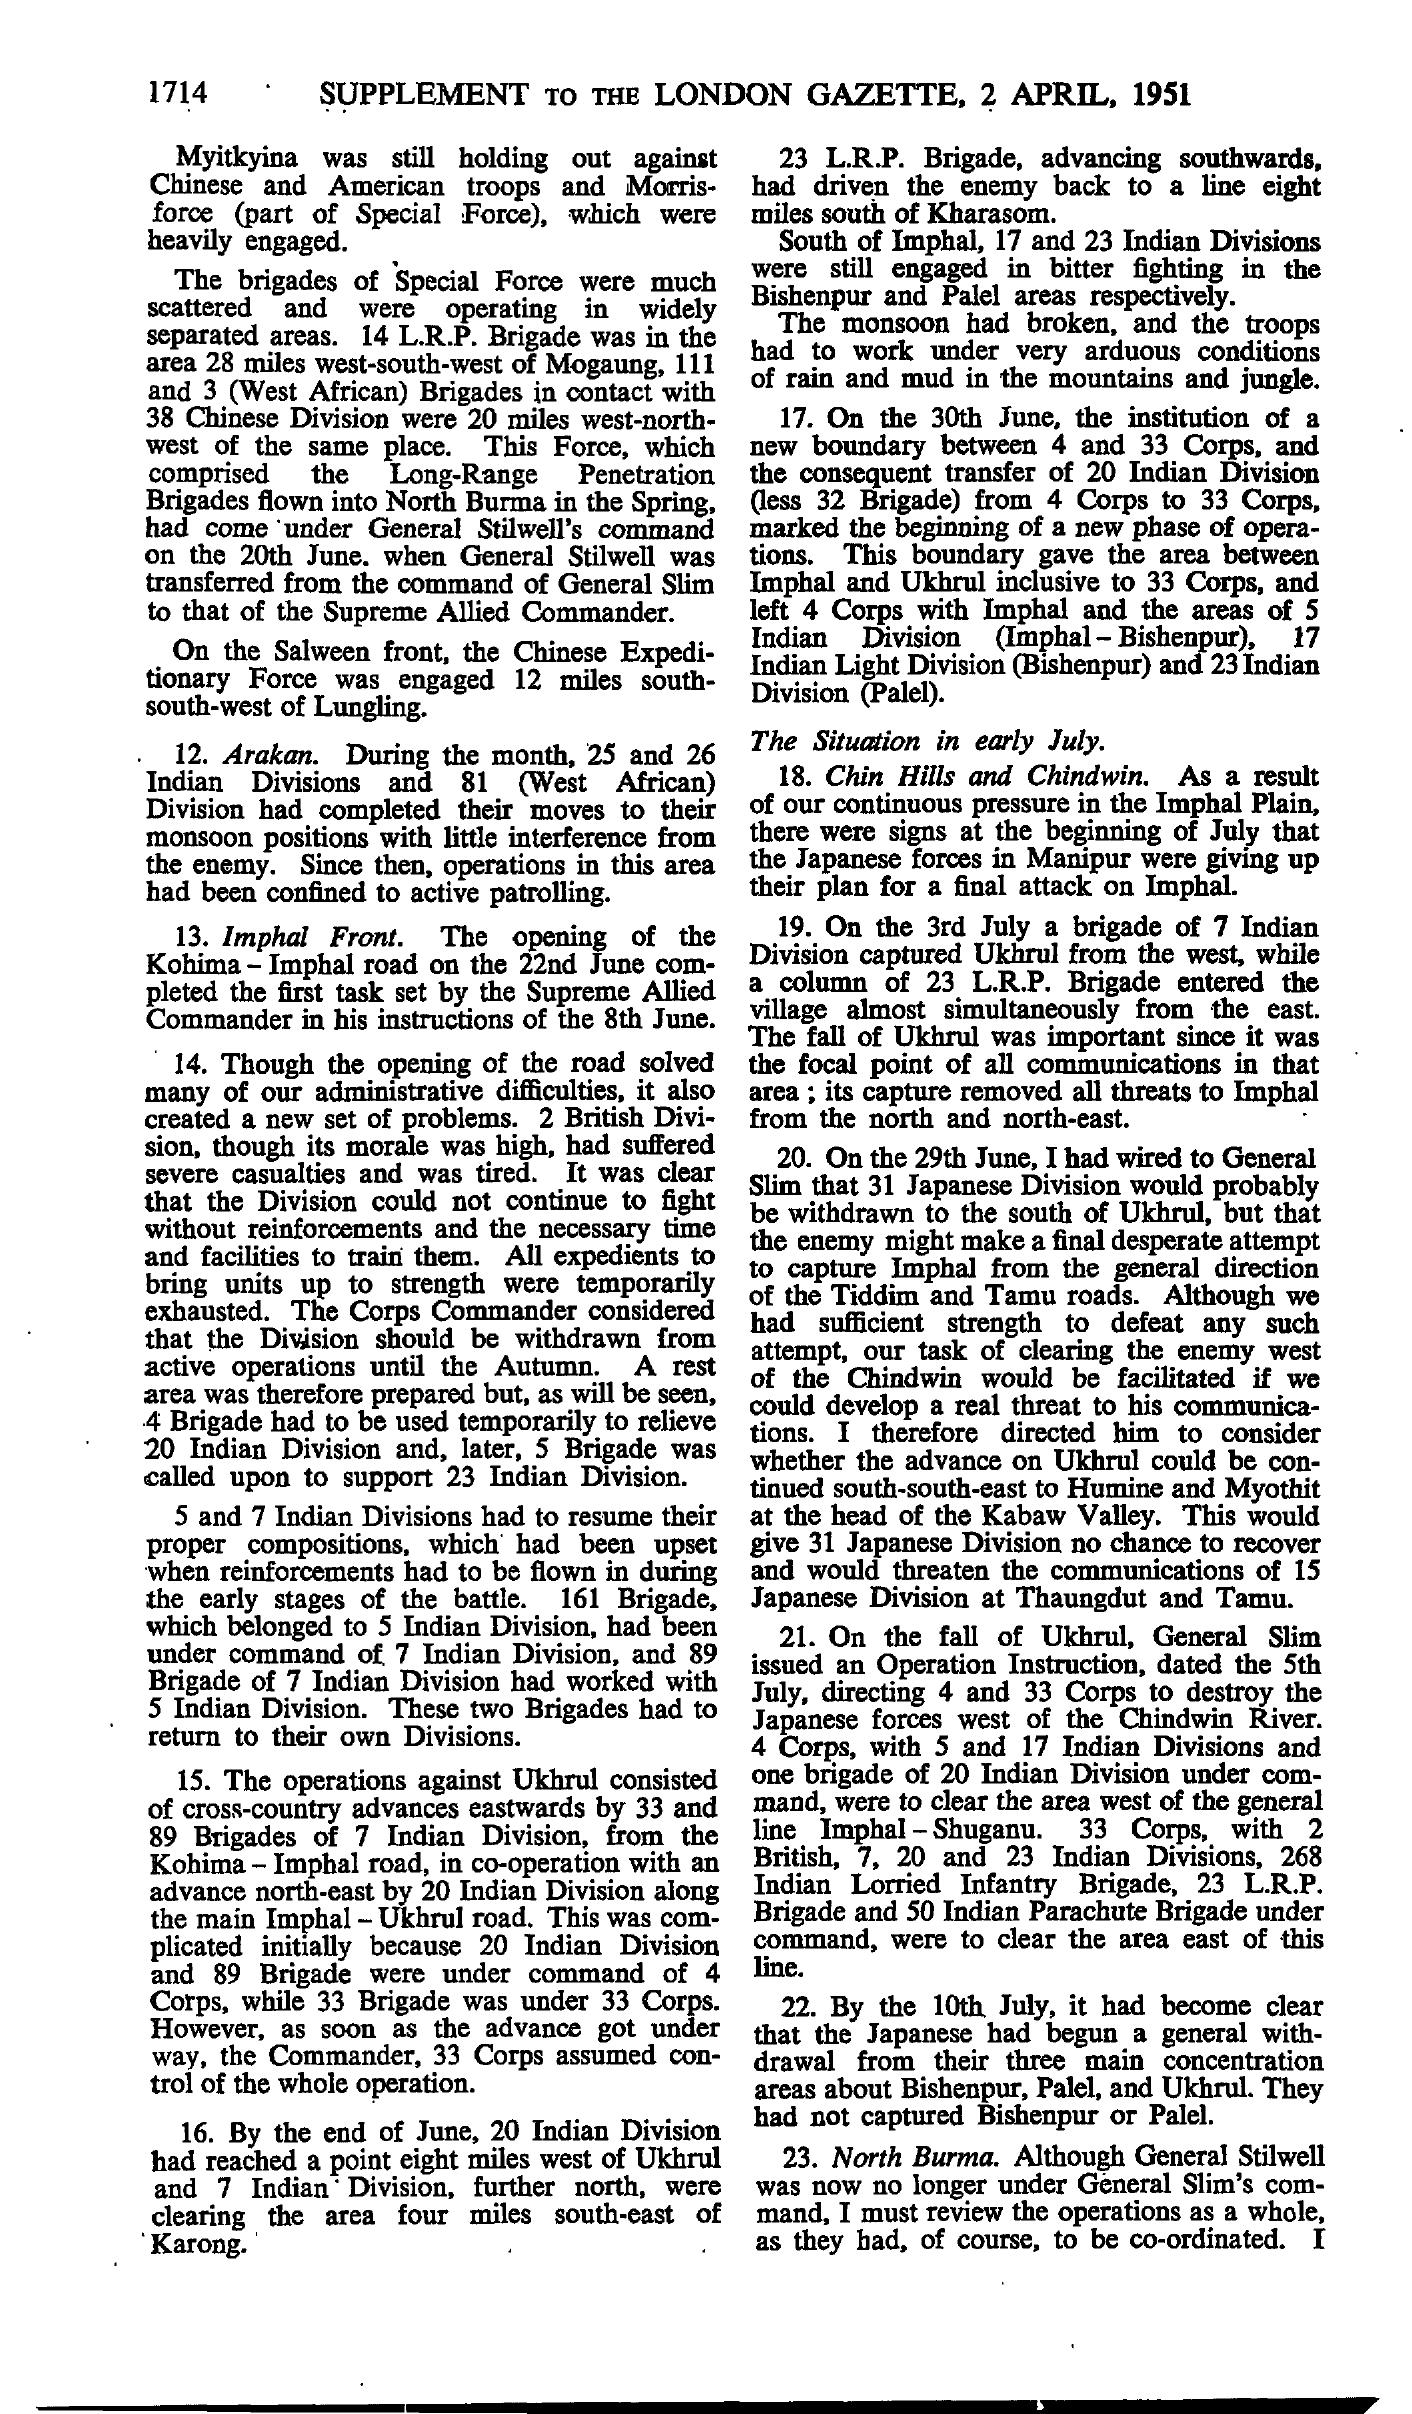 1714 SUPPLEMENT TO THE LONDON GAZETTE, 2 APRIL, 1951
Myitkyina was still holding out against
Chinese and American troops and Morris-
force (part of Special Force), which were
heavily engaged.
The brigades of Special Force were much
scattered and were operating in widely
separated areas. 14 L.R.P. Brigade was in the
area 28 miles west-south-west of Mogaung, 111
and 3 (West African) Brigades in contact with
38 Chinese Division were 20 miles west-north-
west of the same place. This Force, which
comprised the Long-Range Penetration
Brigades flown into North Burma in the Spring,
had come under General Stilwell's command
on the 20th June. when General Stilwell was
transferred from the command of General Slim
to that of the Supreme Allied Commander.
On the Salween front, the Chinese Expedi-
tionary Force was engaged 12 miles south-
south-west of Lungling.
12. Arakan. During the month, 25 and 26
Indian Divisions and 81 (West African)
Division had completed their moves to their
monsoon positions with little interference from
the enemy. Since then, operations in this area
had been confined to active patrolling.
13. Imphal Front. The opening of the
Kohima – Imphal road on the 22nd June com-
pleted the first task set by the Supreme Allied
Commander in his instructions of the 8th June.
14. Though the opening of the road solved
many of our administrative difficulties, it also
created a new set of problems. 2 British Divi-
sion, though its morale was high, had suffered
severe casualties and was tired. It was clear
that the Division could not continue to fight
without reinforcements and the necessary time
and facilities to train them. All expedients to
bring units up to strength were temporarily
exhausted. The Corps Commander considered
that the Division should be withdrawn from
active operations until the Autumn. A rest
area was therefore prepared but, as will be seen,
4 Brigade had to be used temporarily to relieve
20 Indian Division and, later, 5 Brigade was
called upon to support 23 Indian Division.
5 and 7 Indian Divisions had to resume their
proper compositions, which had been upset
when reinforcements had to be flown in during
the early stages of the battle. 161 Brigade,
which belonged to 5 Indian Division, had been
under command of 7 Indian Division, and 89
Brigade of 7 Indian Division had worked with
5 Indian Division. These two Brigades had to
return to their own Divisions.
15. The operations against Ukhrul consisted
of cross-country advances eastwards by 33 and
89 Brigades of 7 Indian Division, from the
Kohima – Imphal road, in co-operation with an
advance north-east by 20 Indian Division along
the main Imphal – Ukhrul road. This was com-
plicated initially because 20 Indian Division
and 89 Brigade were under command of 4
Corps, while 33 Brigade was under 33 Corps.
However, as soon as the advance got under
way, the Commander, 33 Corps assumed con-
trol of the whole operation.
16. By the end of June, 20 Indian Division
had reached a point eight miles west of Ukhrul
and 7 Indian Division, further north, were
clearing the area four miles south-east of
Karong.
23 L.R.P. Brigade, advancing southwards,
had driven the enemy back to a line eight
miles south of Kharasom.
South of Imphal, 17 and 23 Indian Divisions
were still engaged in bitter fighting in the
Bishenpur and Palel areas respectively.
The monsoon had broken, and the troops
had to work under very arduous conditions
of rain and mud in the mountains and jungle.
17. On the 30th June, the institution of a
new boundary between 4 and 33 Corps, and
the consequent transfer of 20 Indian Division
(less 32 Brigade) from 4 Corps to 33 Corps,
marked the beginning of a new phase of opera-
tions. This boundary gave the area between
Imphal and Ukhrul inclusive to 33 Corps, and
left 4 Corps with Imphal and the areas of 5
Indian Division (Imphal – Bishenpur), 17
Indian Light Division (Bishenpur) and 23 Indian
Division (Palel).
The Situation in early July.
18. Chin Hills and Chindwin. As a result
of our continuous pressure in the Imphal Plain,
there were signs at the beginning of July that
the Japanese forces in Manipur were giving up
their plan for a final attack on Imphal.
19. On the 3rd July a brigade of 7 Indian
Division captured Ukhrul from the west, while
a column of 23 L.R.P. Brigade entered the
village almost simultaneously from the east.
The fall of Ukhrul was important since it was
the focal point of all communications in that
area ; its capture removed all threats to Imphal
from the north and north-east.
20. On the 29th June, I had wired to General
Slim that 31 Japanese Division would probably
be withdrawn to the south of Ukhrul, but that
the enemy might make a final desperate attempt
to capture Imphal from the general direction
of the Tiddim and Tamu roads. Although we
had sufficient strength to defeat any such
attempt, our task of clearing the enemy west
of the Chindwin would be facilitated if we
could develop a real threat to his communica-
tions. I therefore directed him to consider
whether the advance on Ukhrul could be con-
tinued south-south-east to Humine and Myothit
at the head of the Kabaw Valley. This would
give 31 Japanese Division no chance to recover
and would threaten the communications of 15
Japanese Division at Thaungdut and Tamu.
21. On the fall of Ukhrul, General Slim
issued an Operation Instruction, dated the 5th
July, directing 4 and 33 Corps to destroy the
Japanese forces west of the Chindwin River.
4 Corps, with 5 and 17 Indian Divisions and
one brigade of 20 Indian Division under com-
mand, were to clear the area west of the general
line Imphal – Shuganu. 33 Corps, with 2
British, 7, 20 and 23 Indian Divisions, 268
Indian Lorried Infantry Brigade, 23 L.R.P.
Brigade and 50 Indian Parachute Brigade under
command, were to clear the area east of this
line.
22. By the 10th July, it had become clear
that the Japanese had begun a general with-
drawal from their three main concentration
areas about Bishenpur, Palel, and Ukhrul. They
had not captured Bishenpur or Palel.
23. North Burma. Although General Stilwell
was now no longer under General Slim's com-
mand, I must review the operations as a whole,
as they had, of course, to be co-ordinated. I